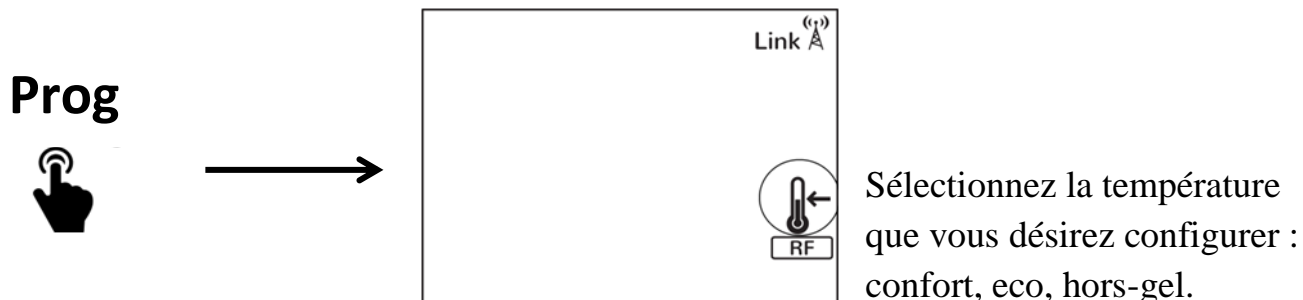 Prog
Link
RF
Sélectionnez la température
que vous désirez configurer :
confort, eco, hors-gel.